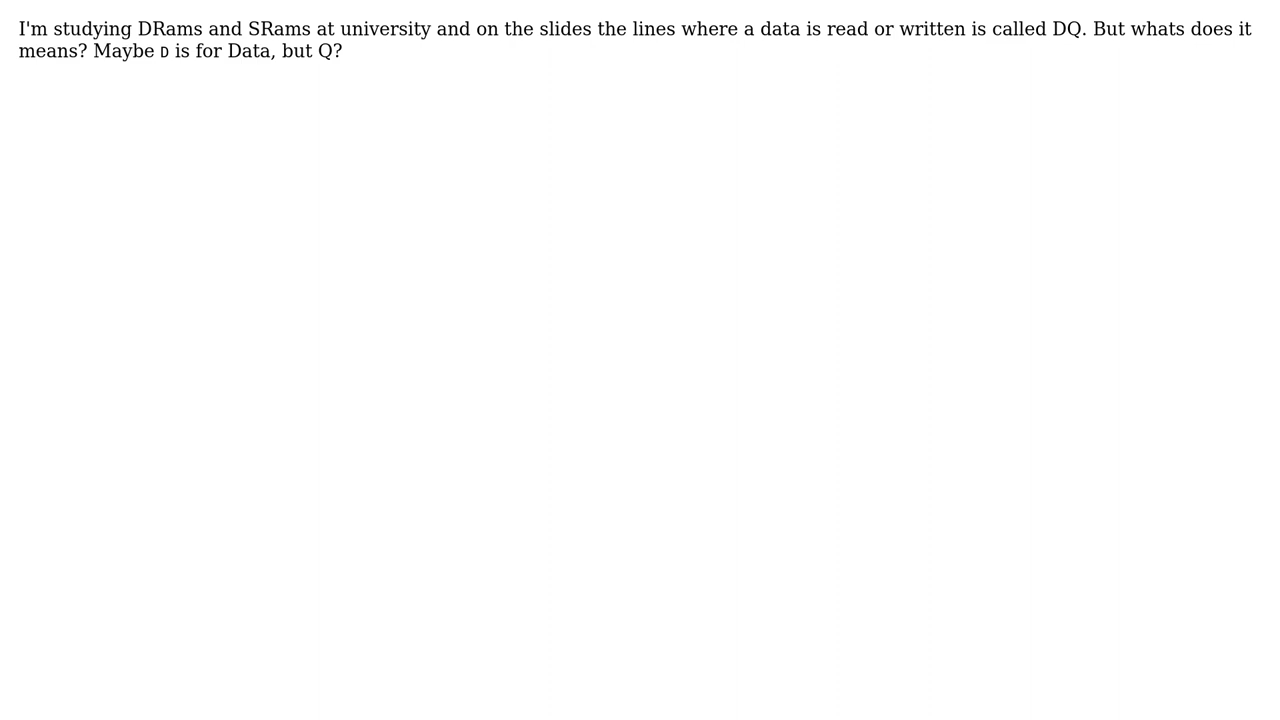 I'm studying DRams and SRams at university and on the slides the lines where a data is read or written is called DQ. But whats does it
means? Maybe D is for Data, but Q?